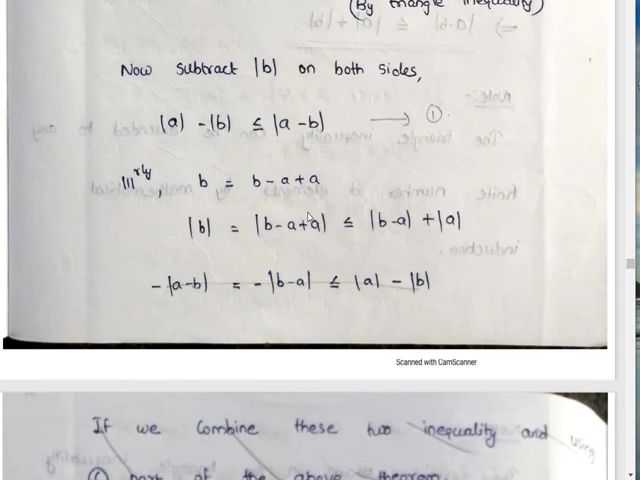 (By triangle inequality)
Now subtract |b| on both sides,
|a| - |b| ≤ |a - b| ⟶ ①.
|||rly, b = b - a + a
|b| = |b - a + a| ≤ |b - a| + |a|
- |a - b| = - |b - a| ≤ |a| - |b|
Scanned with CamScanner
If we combine these two inequality and using
part of the above theorem